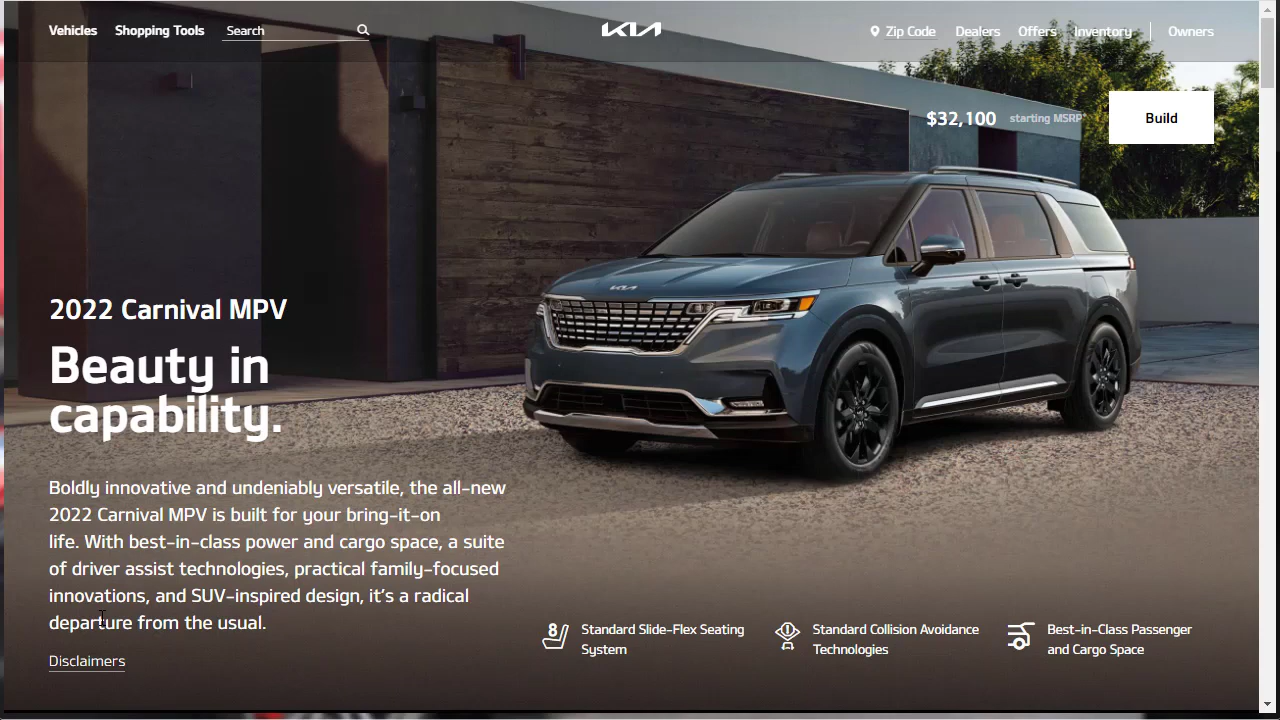 Vehicles Shopping Tools Search KIA Zip Code Dealers Offers Inventory Owners
$32,100 starting MSRP* Build
2022 Carnival MPV
Beauty in
capability.
Boldly innovative and undeniably versatile, the all-new
2022 Carnival MPV is built for your bring-it-on
life. With best-in-class power and cargo space, a suite
of driver assist technologies, practical family-focused
innovations, and SUV-inspired design, it's a radical
departure from the usual.
Disclaimers
8 Standard Slide-Flex Seating
System
Standard Collision Avoidance
Technologies
Best-in-Class Passenger
and Cargo Space